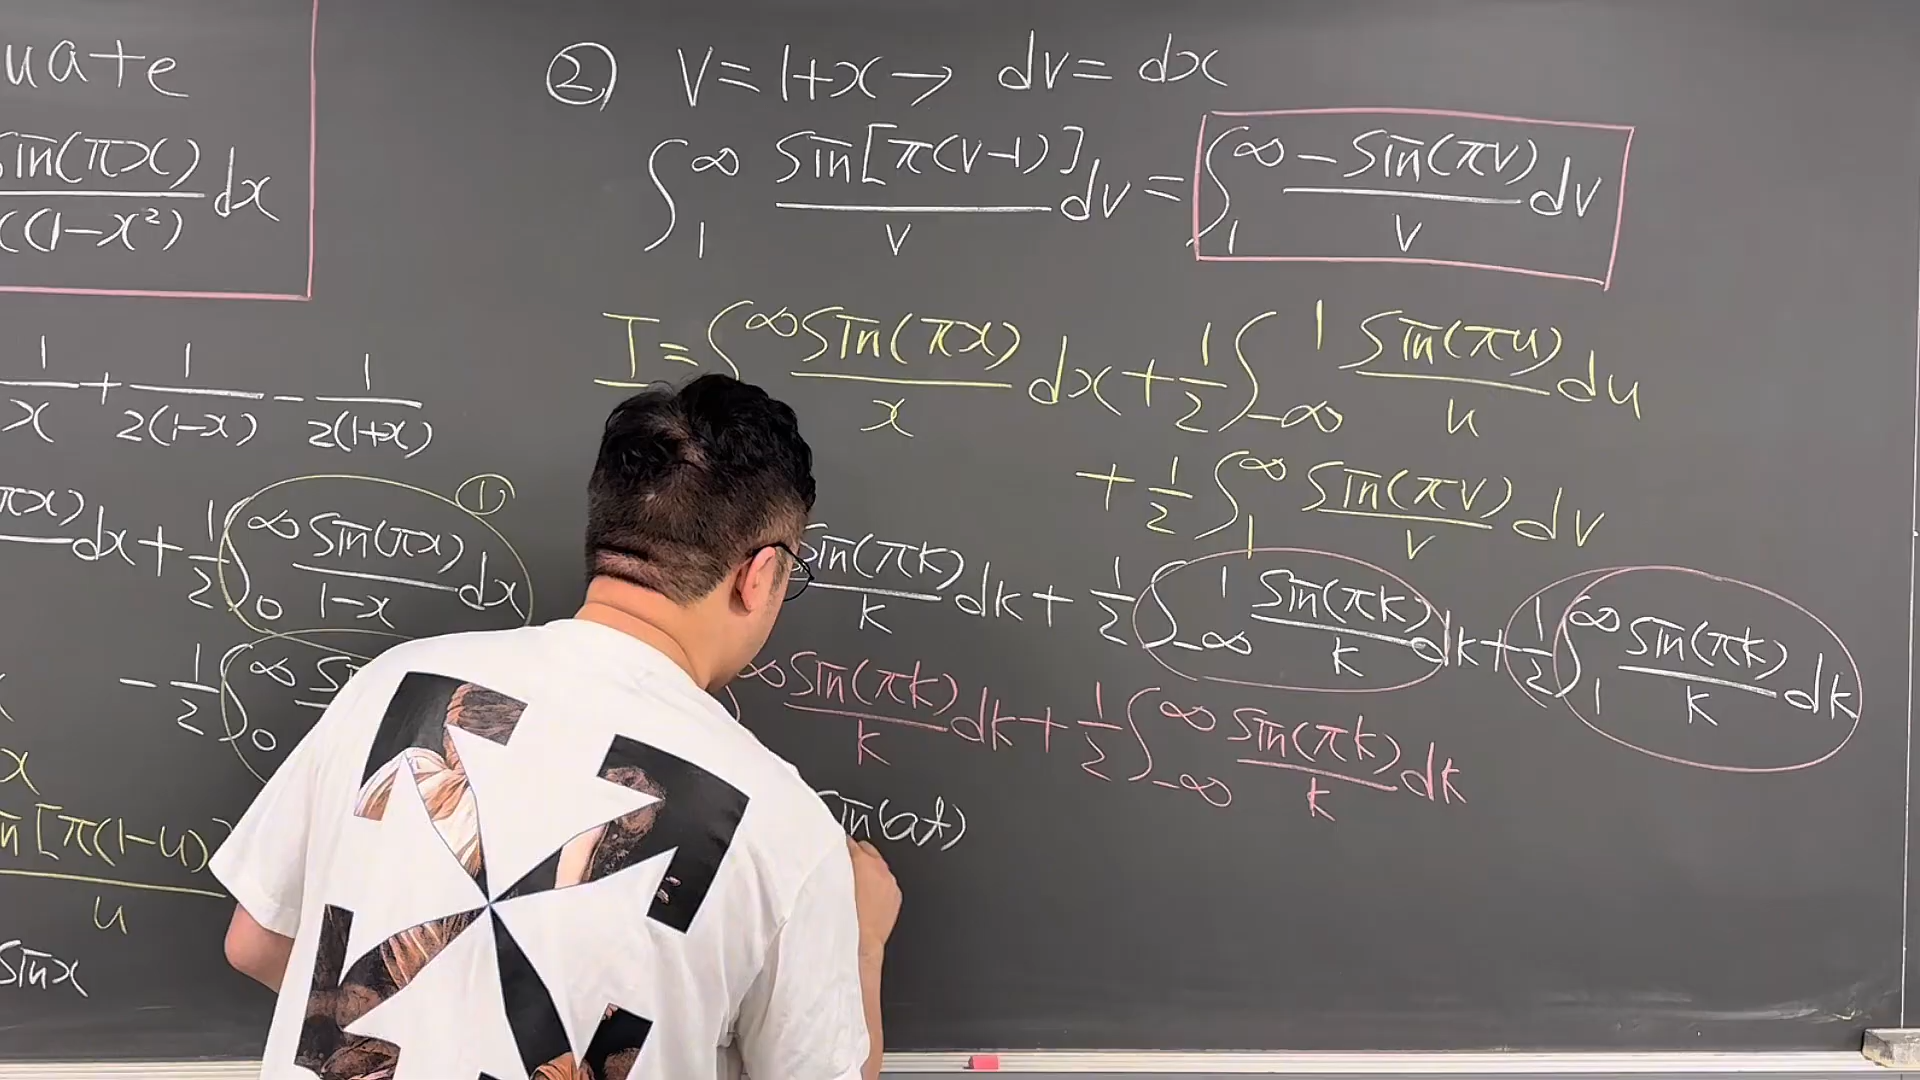 uate
sin(πx)/((1-x²) dx
1/x + 1/2(1-x) - 1/2(1+x)
πx) dx + 1/2 ∫₀^∞ sin(πx)/(1-x) dx ①
- 1/2 ∫₀^∞
x
n[π(1-u)]/u
sinx
② V=1+x → dv=dx
∫₁^∞ sin[π(v-1)]/v dv = ∫₁^∞ -sin(πv)/v dv
I = ∫^∞ sin(πx)/x dx + 1/2 ∫_{-∞}^1 sin(πu)/u du
+ 1/2 ∫₁^∞ sin(πv)/v dv
sin(πk)/k dk + 1/2 ∫_{-∞}^1 sin(πk)/k dk + 1/2 ∫₁^∞ sin(πk)/k dk
∞ sin(πk)/k dk + 1/2 ∫_{-∞}^∞ sin(πk)/k dk
sin(at)